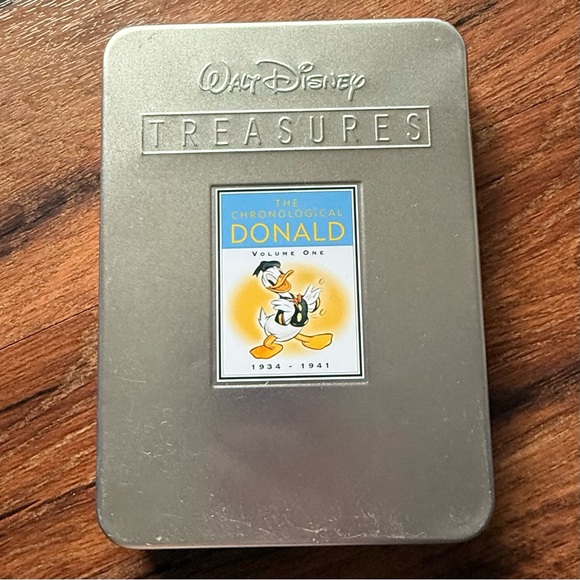 WALT DISNEY
TREASURES
THE
CHRONOLOGICAL
DONALD
VOLUME ONE
1934 - 1941